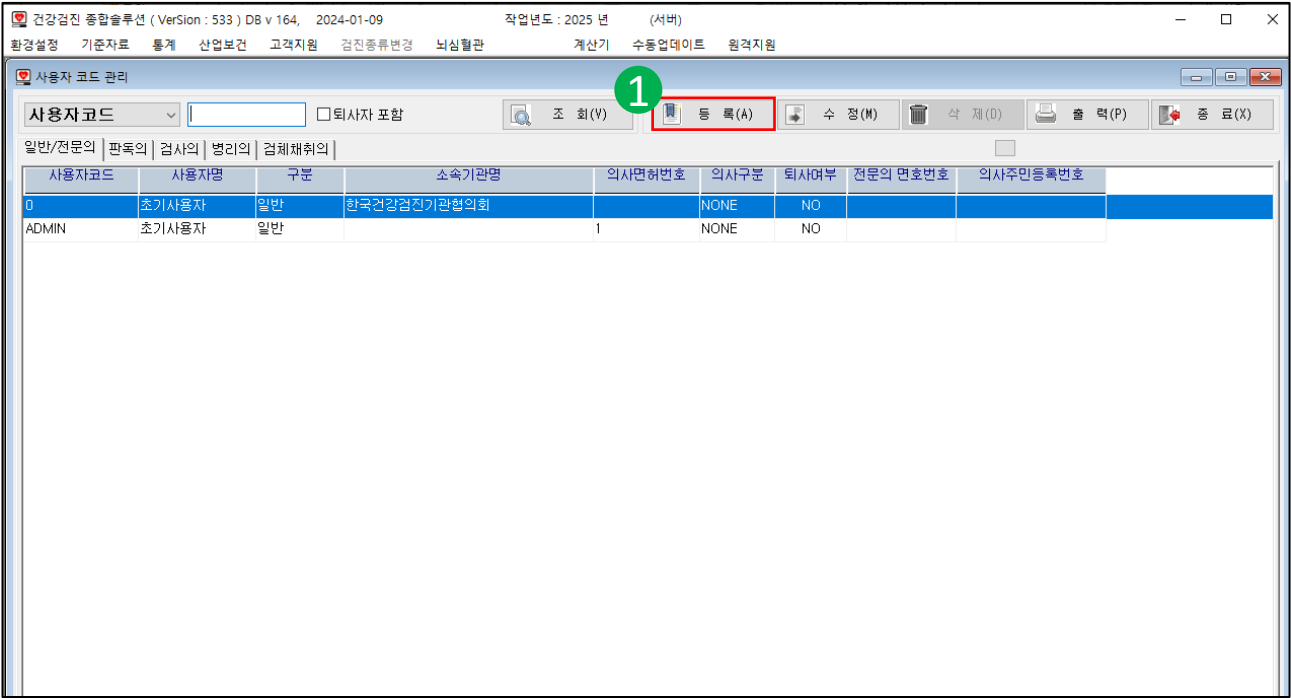 건강검진 종합솔루션 ( VerSion : 533 ) DB v 164,    2024-01-09    작업년도 : 2025 년    (서버)
환경설정 기준자료 통계 산업보건 고객지원 검진종류변경 뇌심혈관 계산기 수동업데이트 원격지원
사용자 코드 관리
1
사용자코드 퇴사자 포함 조 회(V) 등 록(A) 수 정(M) 삭 제(D) 출 력(P) 종 료(X)
일반/전문의 판독의 검사의 병리의 검체채취의
사용자코드 사용자명 구분 소속기관명 의사면허번호 의사구분 퇴사여부 전문의 면호번호 의사주민등록번호
0 초기사용자 일반 한국건강검진기관협의회 NONE NO
ADMIN 초기사용자 일반 1 NONE NO